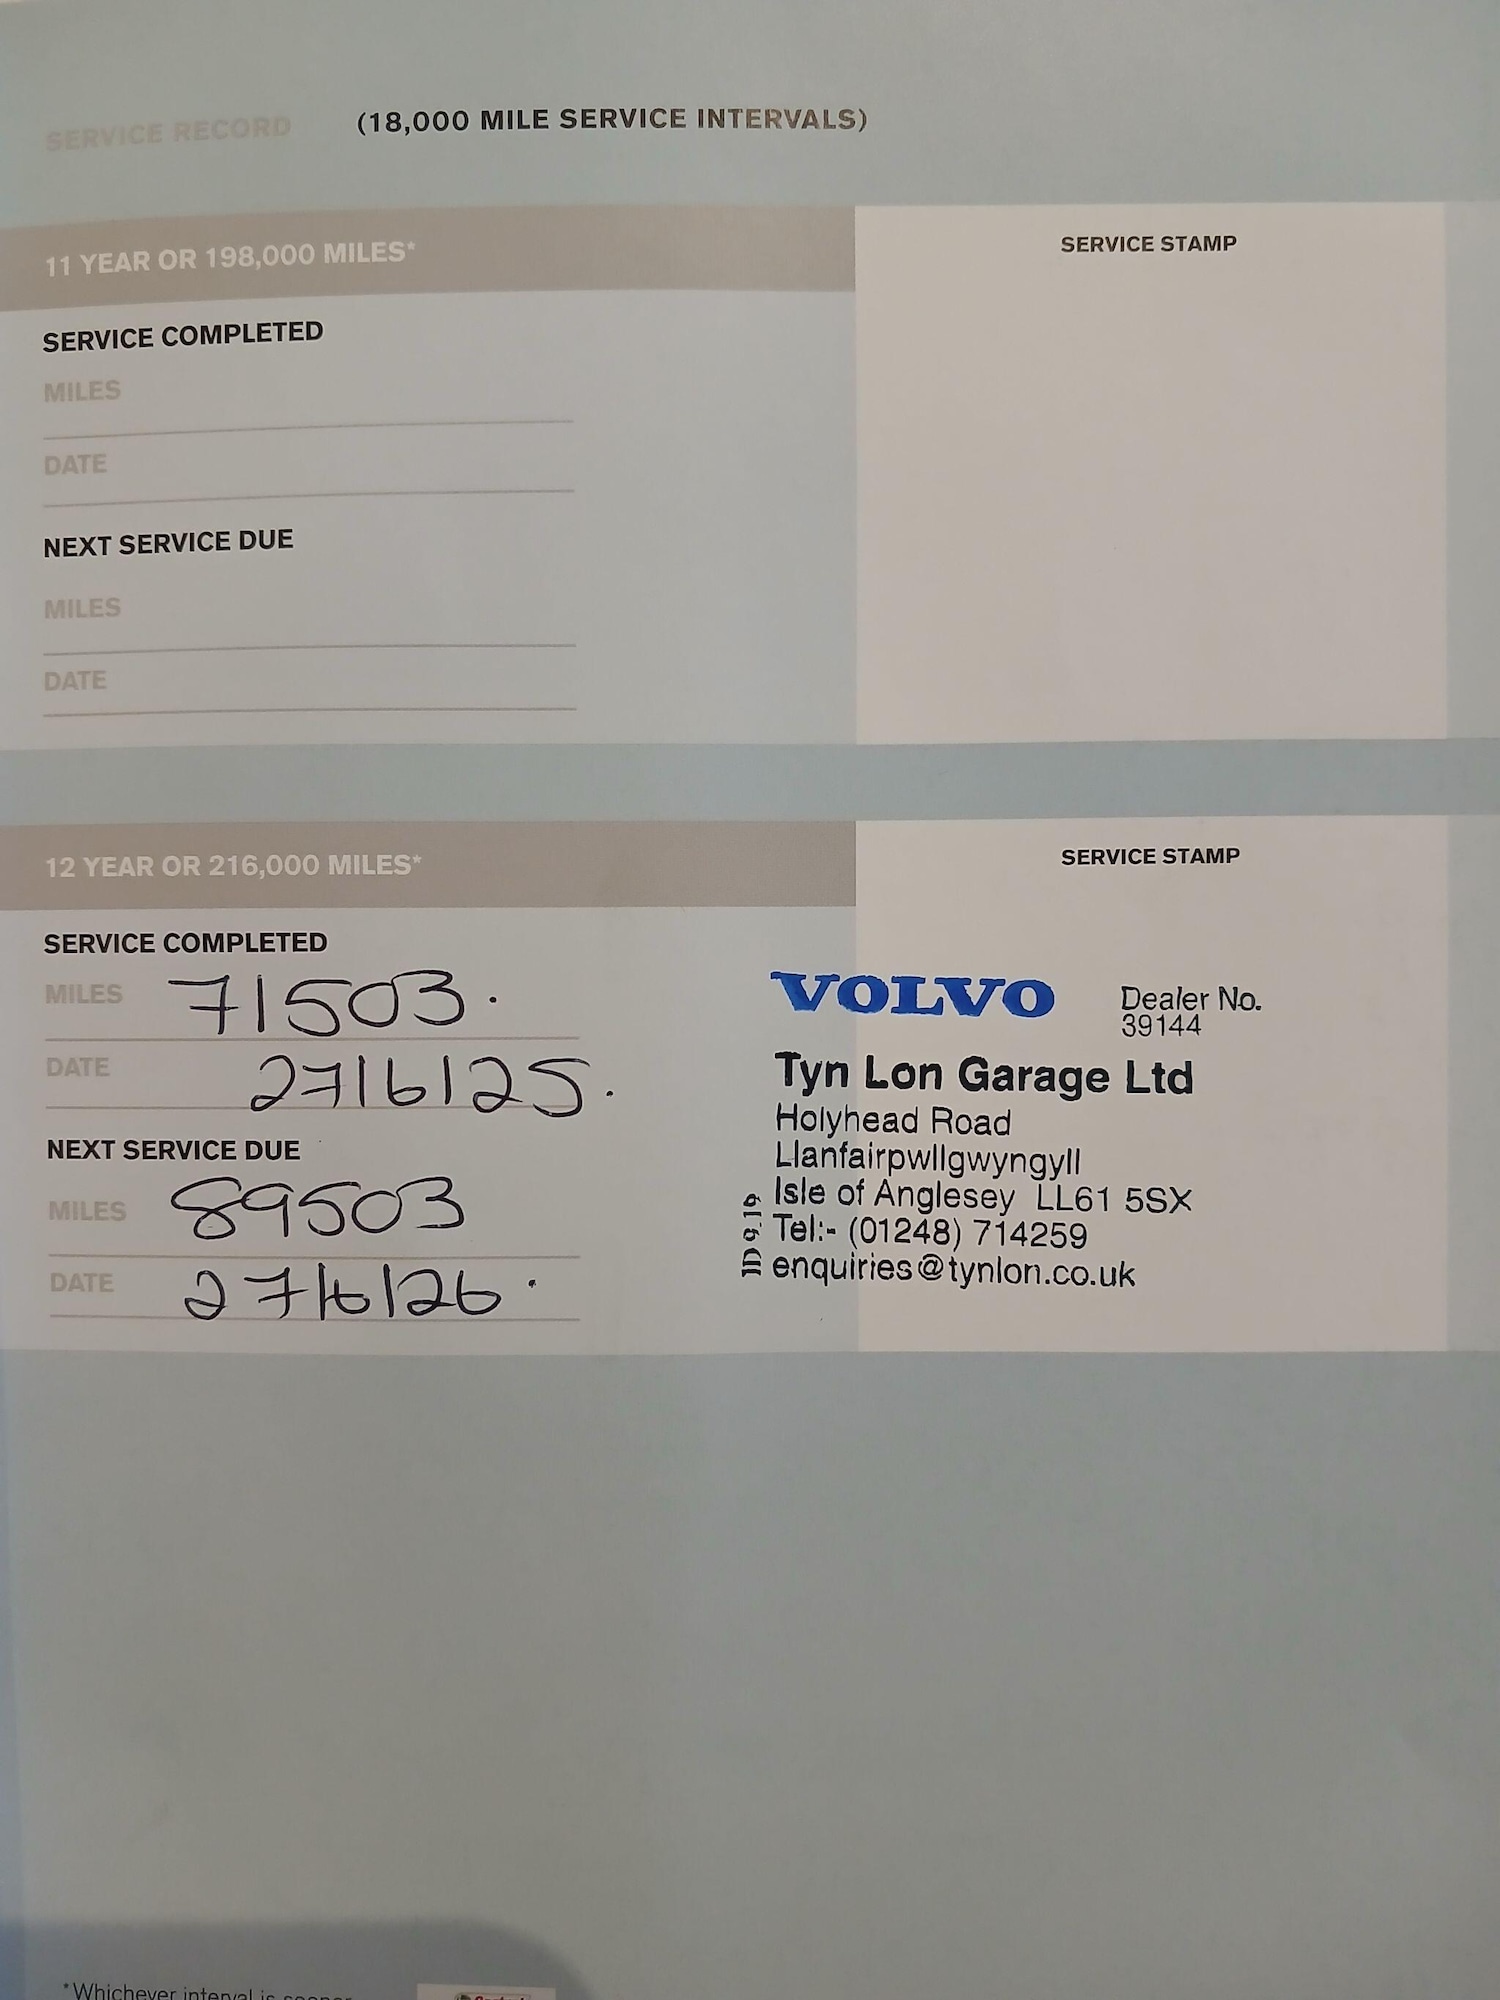 SERVICE RECORD (18,000 MILE SERVICE INTERVALS)
11 YEAR OR 198,000 MILES*
SERVICE STAMP
SERVICE COMPLETED
MILES
DATE
NEXT SERVICE DUE
MILES
DATE
12 YEAR OR 216,000 MILES*
SERVICE STAMP
SERVICE COMPLETED
MILES 71503.
DATE 27/6/25.
NEXT SERVICE DUE
MILES 89503
DATE 27/6/26.
VOLVO Dealer No.
39144
Tyn Lon Garage Ltd
Holyhead Road
Llanfairpwllgwyngyll
Isle of Anglesey LL61 5SX
Tel:- (01248) 714259
enquiries@tynlon.co.uk
*Whichever interval is sooner